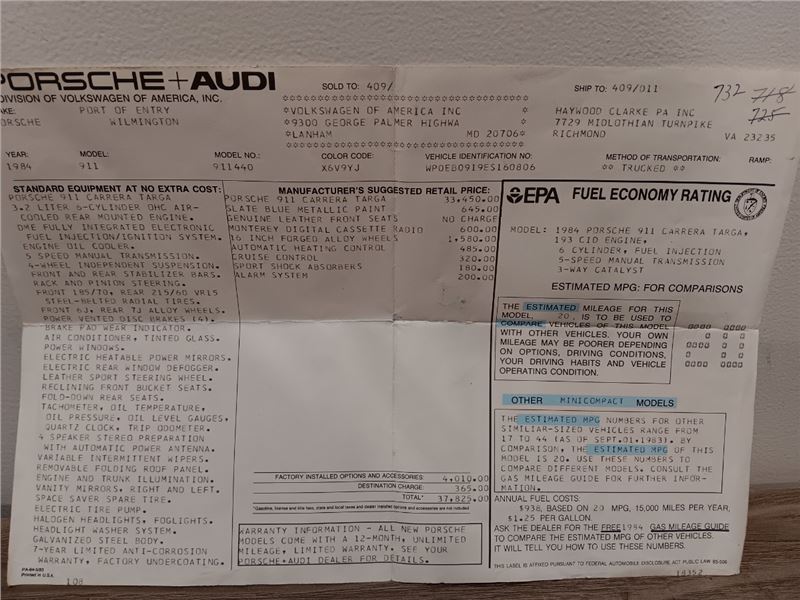 PORSCHE+AUDI
DIVISION OF VOLKSWAGEN OF AMERICA, INC.
PORT OF ENTRY
WILMINGTON
SOLD TO: 409/
*VOLKSWAGEN OF AMERICA INC *
*9300 GEORGE PALMER HIGHWA *
*LANHAM MD 20706*
SHIP TO: 409/011
HAYWOOD CLARKE PA INC
7729 MIDLOTHIAN TURNPIKE
RICHMOND VA 23235
732 718
725
YEAR: MODEL: MODEL NO.: COLOR CODE: VEHICLE IDENTIFICATION NO: METHOD OF TRANSPORTATION: RAMP:
1984 911 911440 X6V9YJ WP0EB0919ES160806 ** TRUCKED **
STANDARD EQUIPMENT AT NO EXTRA COST:
PORSCHE 911 CARRERA TARGA
3.2 LITER 6-CYLINDER OHC AIR-
COOLED REAR MOUNTED ENGINE.
DME FULLY INTEGRATED ELECTRONIC
FUEL INJECTION/IGNITION SYSTEM.
ENGINE OIL COOLER.
5 SPEED MANUAL TRANSMISSION.
4-WHEEL INDEPENDENT SUSPENSION.
FRONT AND REAR STABILIZER BARS.
RACK AND PINION STEERING.
FRONT 185/70, REAR 215/60 VR15
STEEL-BELTED RADIAL TIRES.
FRONT 6J, REAR 7J ALLOY WHEELS.
POWER VENTED DISC BRAKES (4).
BRAKE PAD WEAR INDICATOR.
AIR CONDITIONER, TINTED GLASS.
POWER WINDOWS.
ELECTRIC HEATABLE POWER MIRRORS.
ELECTRIC REAR WINDOW DEFOGGER.
LEATHER SPORT STEERING WHEEL.
RECLINING FRONT BUCKET SEATS.
FOLD-DOWN REAR SEATS.
TACHOMETER, OIL TEMPERATURE,
OIL PRESSURE, OIL LEVEL GAUGES,
QUARTZ CLOCK, TRIP ODOMETER.
4 SPEAKER STEREO PREPARATION
WITH AUTOMATIC POWER ANTENNA.
VARIABLE INTERMITTENT WIPERS.
REMOVABLE FOLDING ROOF PANEL.
ENGINE AND TRUNK ILLUMINATION.
VANITY MIRRORS, RIGHT AND LEFT.
SPACE SAVER SPARE TIRE.
ELECTRIC TIRE PUMP.
HALOGEN HEADLIGHTS. FOGLIGHTS.
HEADLIGHT WASHER SYSTEM.
GALVANIZED STEEL BODY.
7-YEAR LIMITED ANTI-CORROSION
WARRANTY, FACTORY UNDERCOATING.
Printed in U.S.A.
108
MANUFACTURER'S SUGGESTED RETAIL PRICE:
PORSCHE 911 CARRERA TARGA 33,450.00
SLATE BLUE METALLIC PAINT 645.00
GENUINE LEATHER FRONT SEATS NO CHARGE
MONTEREY DIGITAL CASSETTE RADIO 600.00
16 INCH FORGED ALLOY WHEELS 1,580.00
AUTOMATIC HEATING CONTROL 485.00
CRUISE CONTROL 320.00
SPORT SHOCK ABSORBERS 180.00
ALARM SYSTEM 200.00
FACTORY INSTALLED OPTIONS AND ACCESSORIES: 4,010.00
DESTINATION CHARGE: 365.00
TOTAL* 37,825.00
*Gasoline, license and title fees, state and local taxes and dealer installed options and accessories are not included
WARRANTY INFORMATION - ALL NEW PORSCHE
MODELS COME WITH A 12-MONTH, UNLIMITED
MILEAGE, LIMITED WARRANTY. SEE YOUR
PORSCHE+AUDI DEALER FOR DETAILS.
EPA FUEL ECONOMY RATING
MODEL: 1984 PORSCHE 911 CARRERA TARGA,
193 CID ENGINE,
6 CYLINDER, FUEL INJECTION
5-SPEED MANUAL TRANSMISSION
3-WAY CATALYST
ESTIMATED MPG: FOR COMPARISONS
THE ESTIMATED MILEAGE FOR THIS
MODEL, 20, IS TO BE USED TO
COMPARE VEHICLES OF THIS MODEL
WITH OTHER VEHICLES. YOUR OWN
MILEAGE MAY BE POORER DEPENDING
ON OPTIONS, DRIVING CONDITIONS,
YOUR DRIVING HABITS AND VEHICLE
OPERATING CONDITION.
OTHER MINICOMPACT MODELS
THE ESTIMATED MPG NUMBERS FOR OTHER
SIMILIAR-SIZED VEHICLES RANGE FROM
17 TO 44 (AS OF SEPT.01,1983). BY
COMPARISON, THE ESTIMATED MPG OF THIS
MODEL IS 20. USE THESE NUMBERS TO
COMPARE DIFFERENT MODELS. CONSULT THE
GAS MILEAGE GUIDE FOR FURTHER INFOR-
MATION.
ANNUAL FUEL COSTS:
$938, BASED ON 20 MPG, 15,000 MILES PER YEAR,
$1.25 PER GALLON.
ASK THE DEALER FOR THE FREE 1984 GAS MILEAGE GUIDE
TO COMPARE THE ESTIMATED MPG OF OTHER VEHICLES.
IT WILL TELL YOU HOW TO USE THESE NUMBERS.
THIS LABEL IS AFFIXED PURSUANT TO FEDERAL AUTOMOBILE DISCLOSURE ACT PUBLIC LAW 85-506
14352